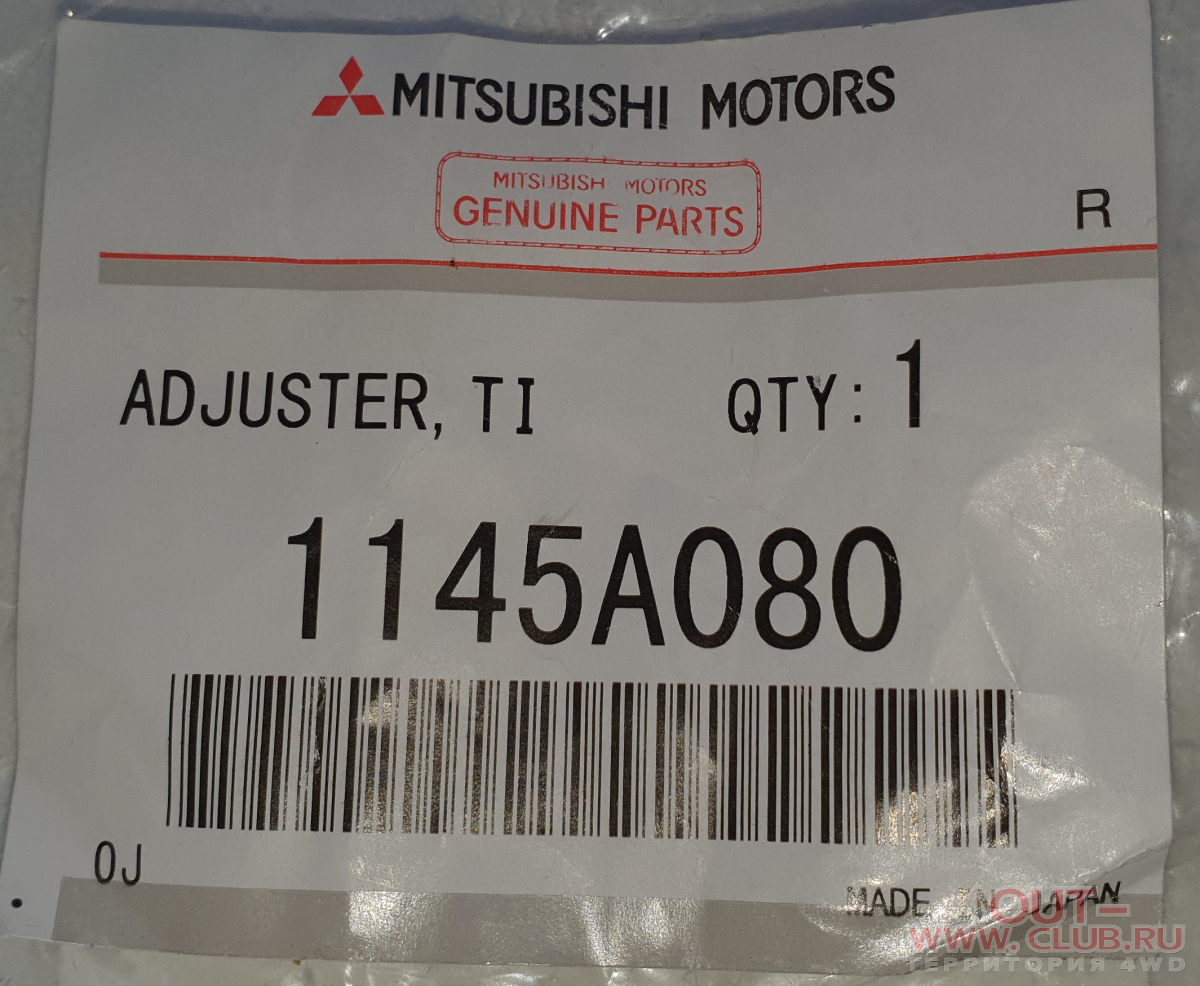 MITSUBISHI MOTORS
MITSUBISHI MOTORS
GENUINE PARTS
R
ADJUSTER, TI QTY: 1
1145A080
0J
MADE IN JAPAN
OUT-
WWW.CLUB.RU
ТЕРРИТОРИЯ 4WD